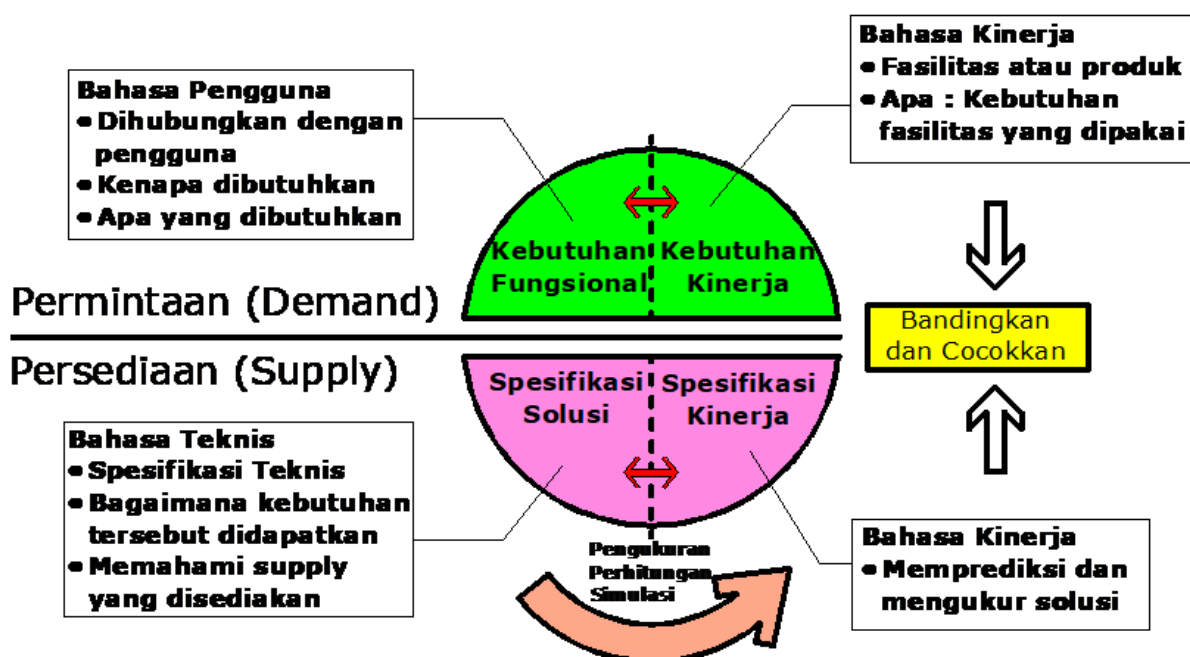 Bahasa Kinerja
• Fasilitas atau produk
• Apa : Kebutuhan
fasilitas yang dipakai
Bahasa Pengguna
• Dihubungkan dengan
pengguna
• Kenapa dibutuhkan
• Apa yang dibutuhkan
Kebutuhan
Fungsional
Kebutuhan
Kinerja
Permintaan (Demand)
Bandingkan
dan Cocokkan
Persediaan (Supply)
Spesifikasi
Solusi
Spesifikasi
Kinerja
Bahasa Teknis
• Spesifikasi Teknis
• Bagaimana kebutuhan
tersebut didapatkan
• Memahami supply
yang disediakan
Pengukuran
Perhitungan
Simulasi
Bahasa Kinerja
• Memprediksi dan
mengukur solusi